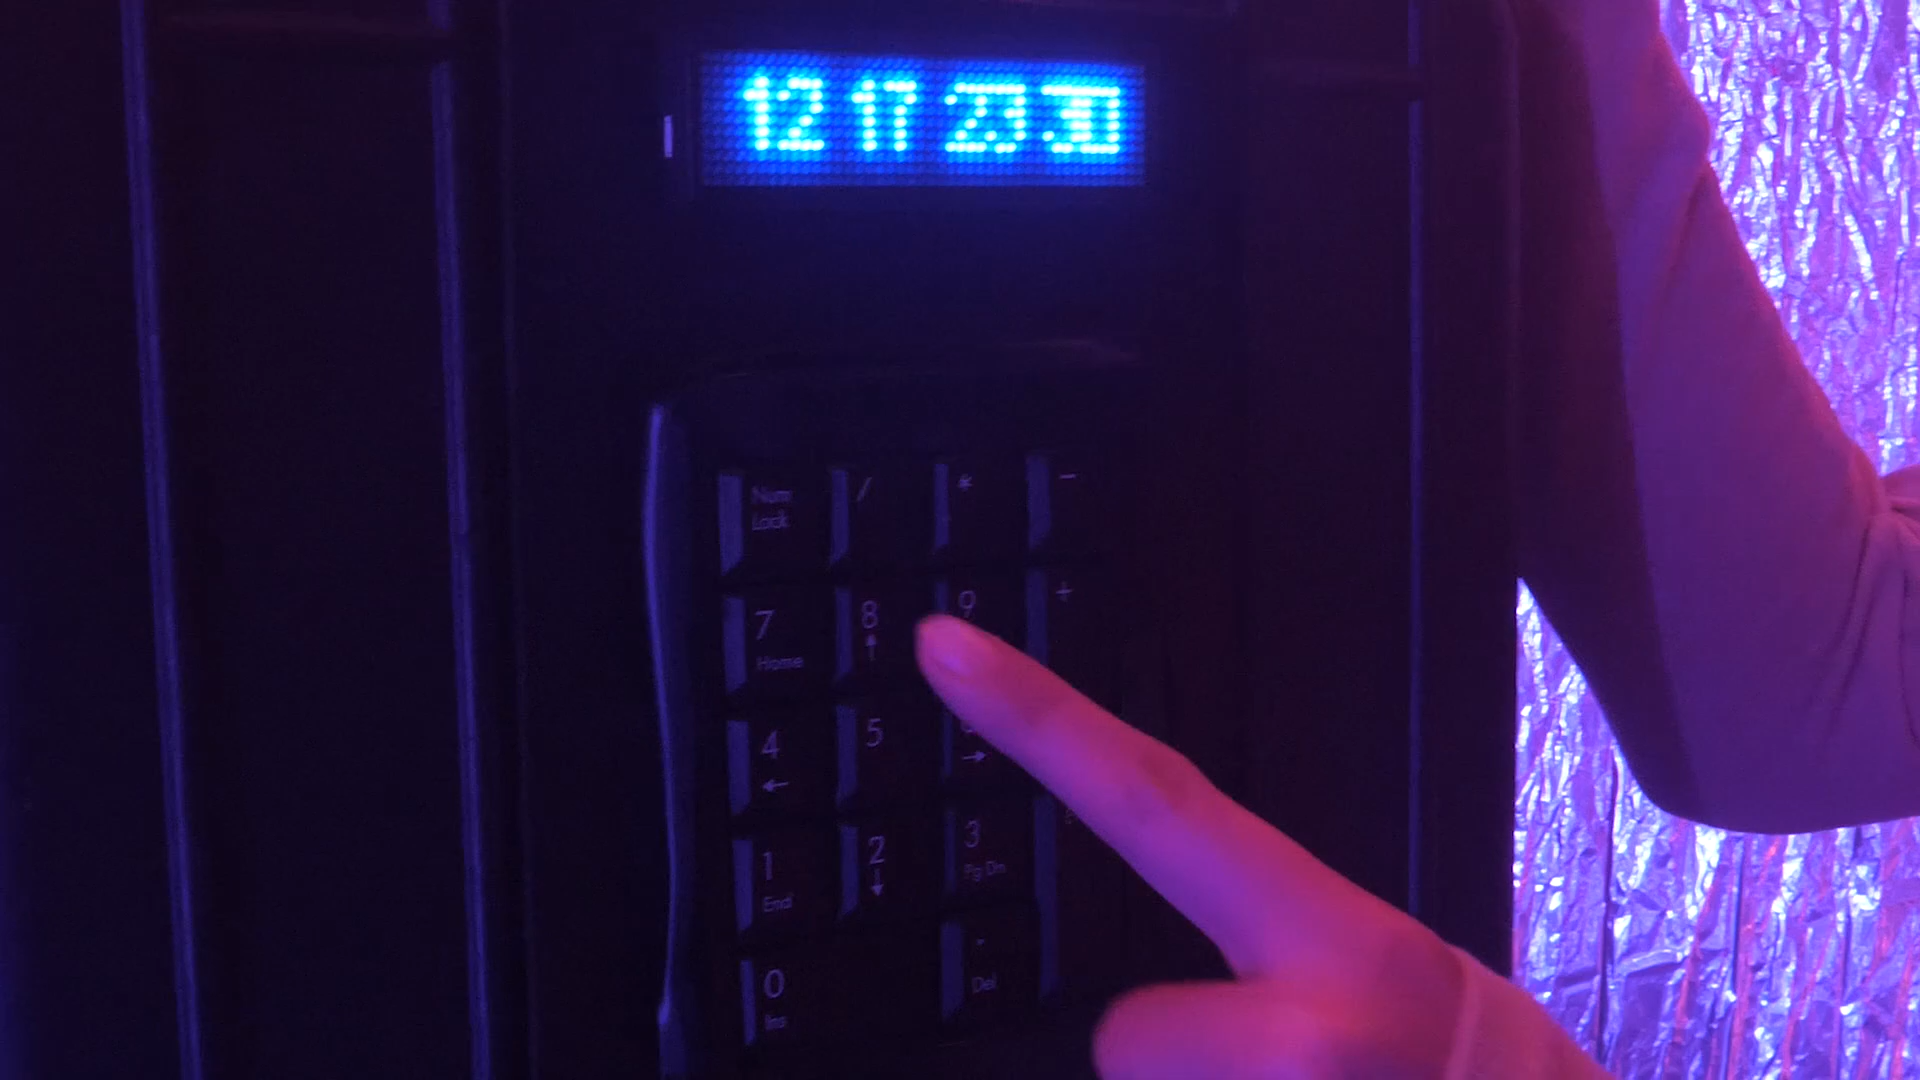 12 17 23 30
Num Lock / * -
7 Home 8 ↑ 9 +
4 ← 5 →
1 End 2 ↓ 3 Pg Dn
0 Ins . Del